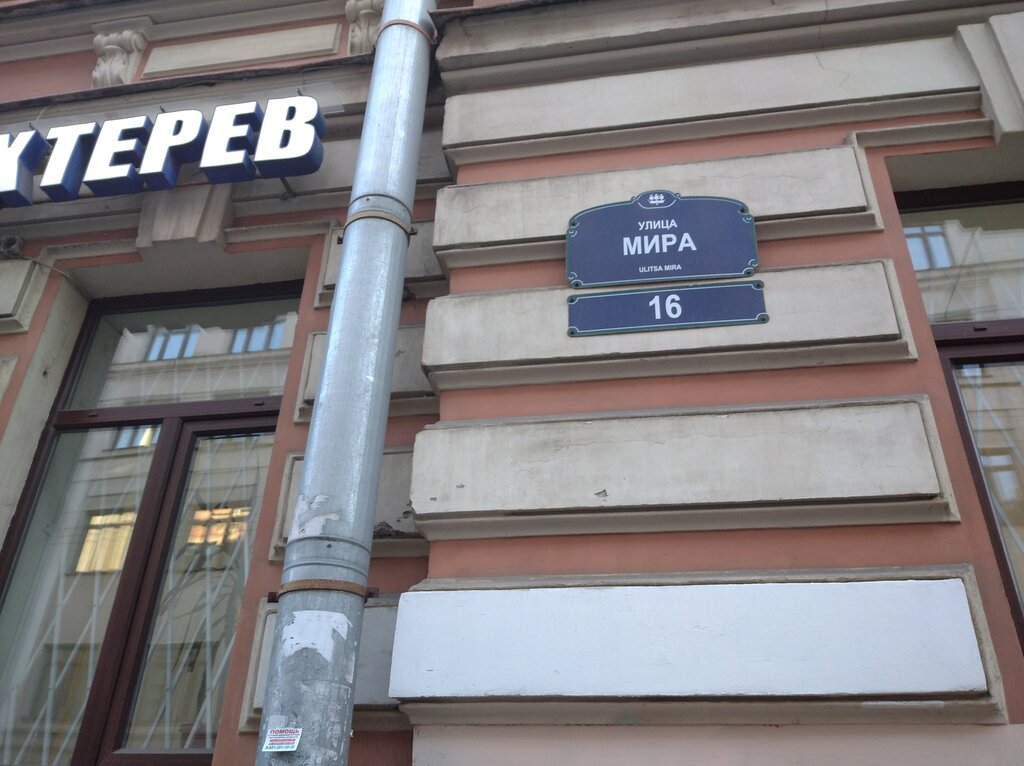 ХТЕРЕВ
УЛИЦА
МИРА
ULITSA MIRA
16
ПОМОЩЬ